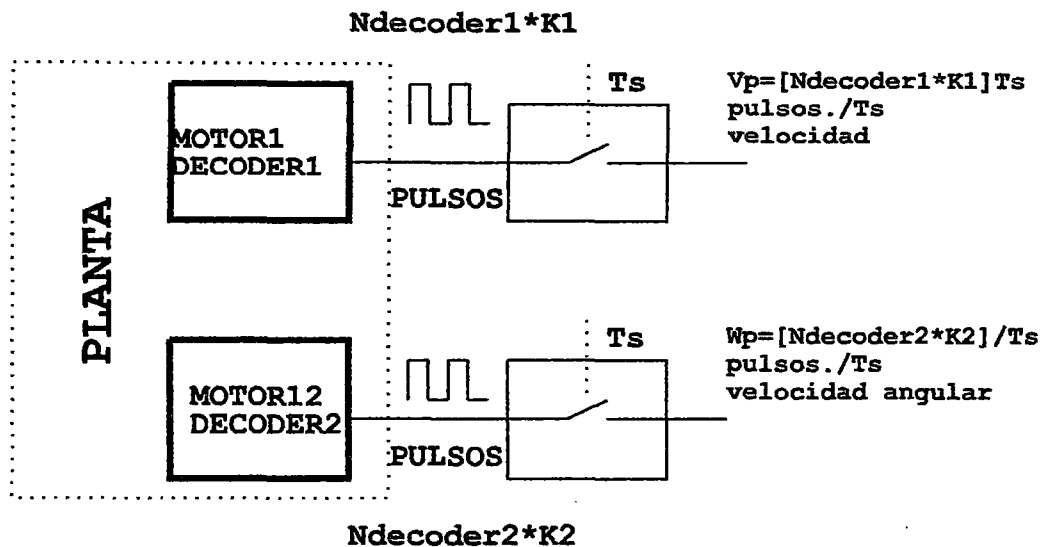 Ndecoder1*K1
Ts
Vp=[Ndecoder1*K1]Ts
pulsos./Ts
velocidad
MOTOR1
DECODER1
PULSOS
PLANTA
Ts
Wp=[Ndecoder2*K2]/Ts
pulsos./Ts
velocidad angular
MOTOR12
DECODER2
PULSOS
Ndecoder2*K2